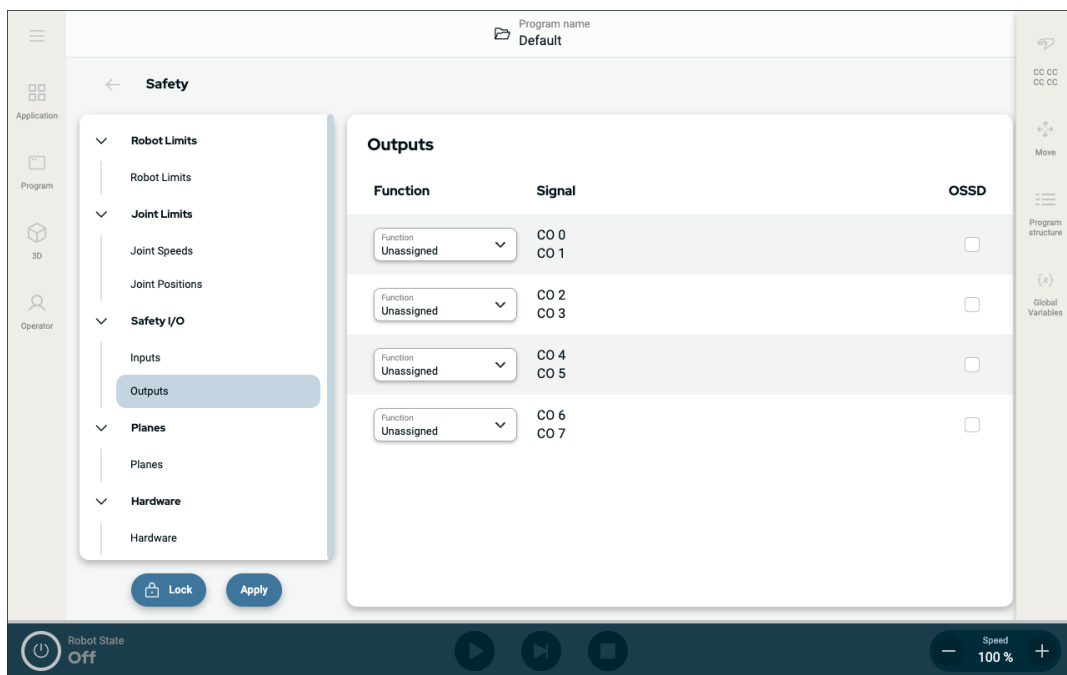 Program name
Default
Application
Program
3D
Operator
Safety
Robot Limits
Robot Limits
Joint Limits
Joint Speeds
Joint Positions
Safety I/O
Inputs
Outputs
Planes
Planes
Hardware
Hardware
Lock
Apply
Outputs
Function
Signal
OSSD
Function
Unassigned
CO 0
CO 1
Function
Unassigned
CO 2
CO 3
Function
Unassigned
CO 4
CO 5
Function
Unassigned
CO 6
CO 7
CC CC
CC CC
Move
Program
structure
{x}
Global
Variables
Robot State
Off
Speed
100 %